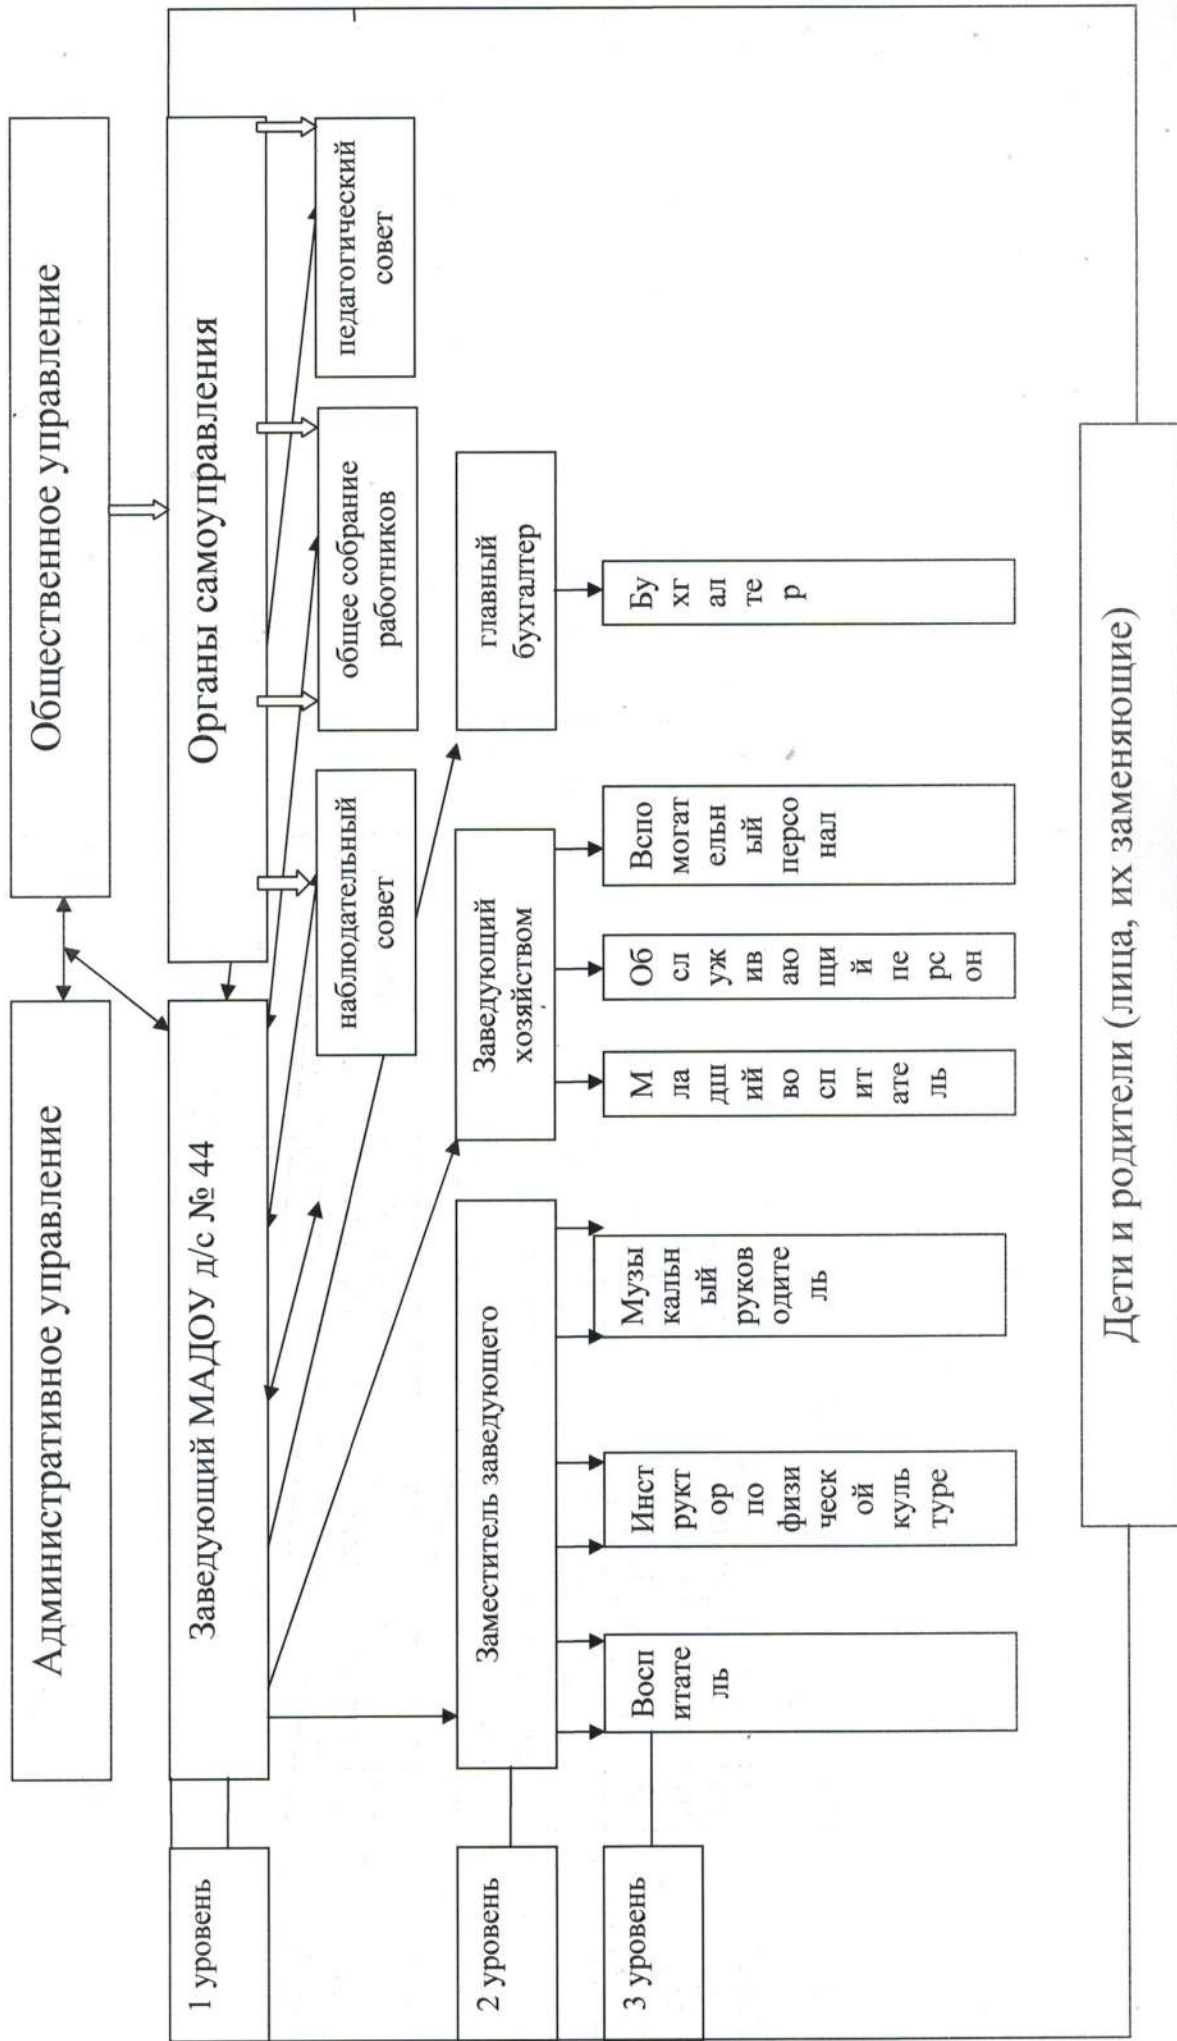 Административное управление
Общественное управление
1 уровень
Заведующий МАДОУ д/с № 44
Органы самоуправления
наблюдательный
совет
общее собрание
работников
педагогический
совет
2 уровень
Заместитель заведующего
Заведующий
хозяйством
главный
бухгалтер
3 уровень
Восп
итате
ль
Инст
рукт
ор
по
физи
ческ
ой
куль
туре
Музы
кальн
ый
руков
одите
ль
М
ла
дш
ий
во
сп
ит
ате
ль
Об
сл
уж
ив
аю
щи
й
пе
рс
он
Вспо
могат
ельн
ый
персо
нал
Бу
хг
ал
те
р
Дети и родители (лица, их заменяющие)